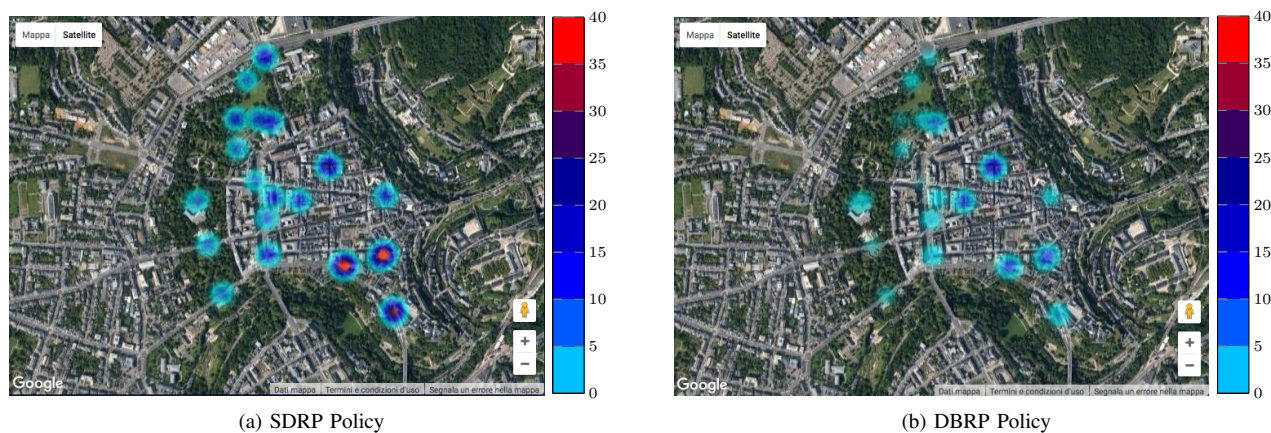 Mappa Satellite
40
35
30
25
20
15
10
5
0
+
−
Google
Dati mappa Termini e condizioni d'uso Segnala un errore nella mappa
(a) SDRP Policy
Mappa Satellite
40
35
30
25
20
15
10
5
0
+
−
Google
Dati mappa Termini e condizioni d'uso Segnala un errore nella mappa
(b) DBRP Policy